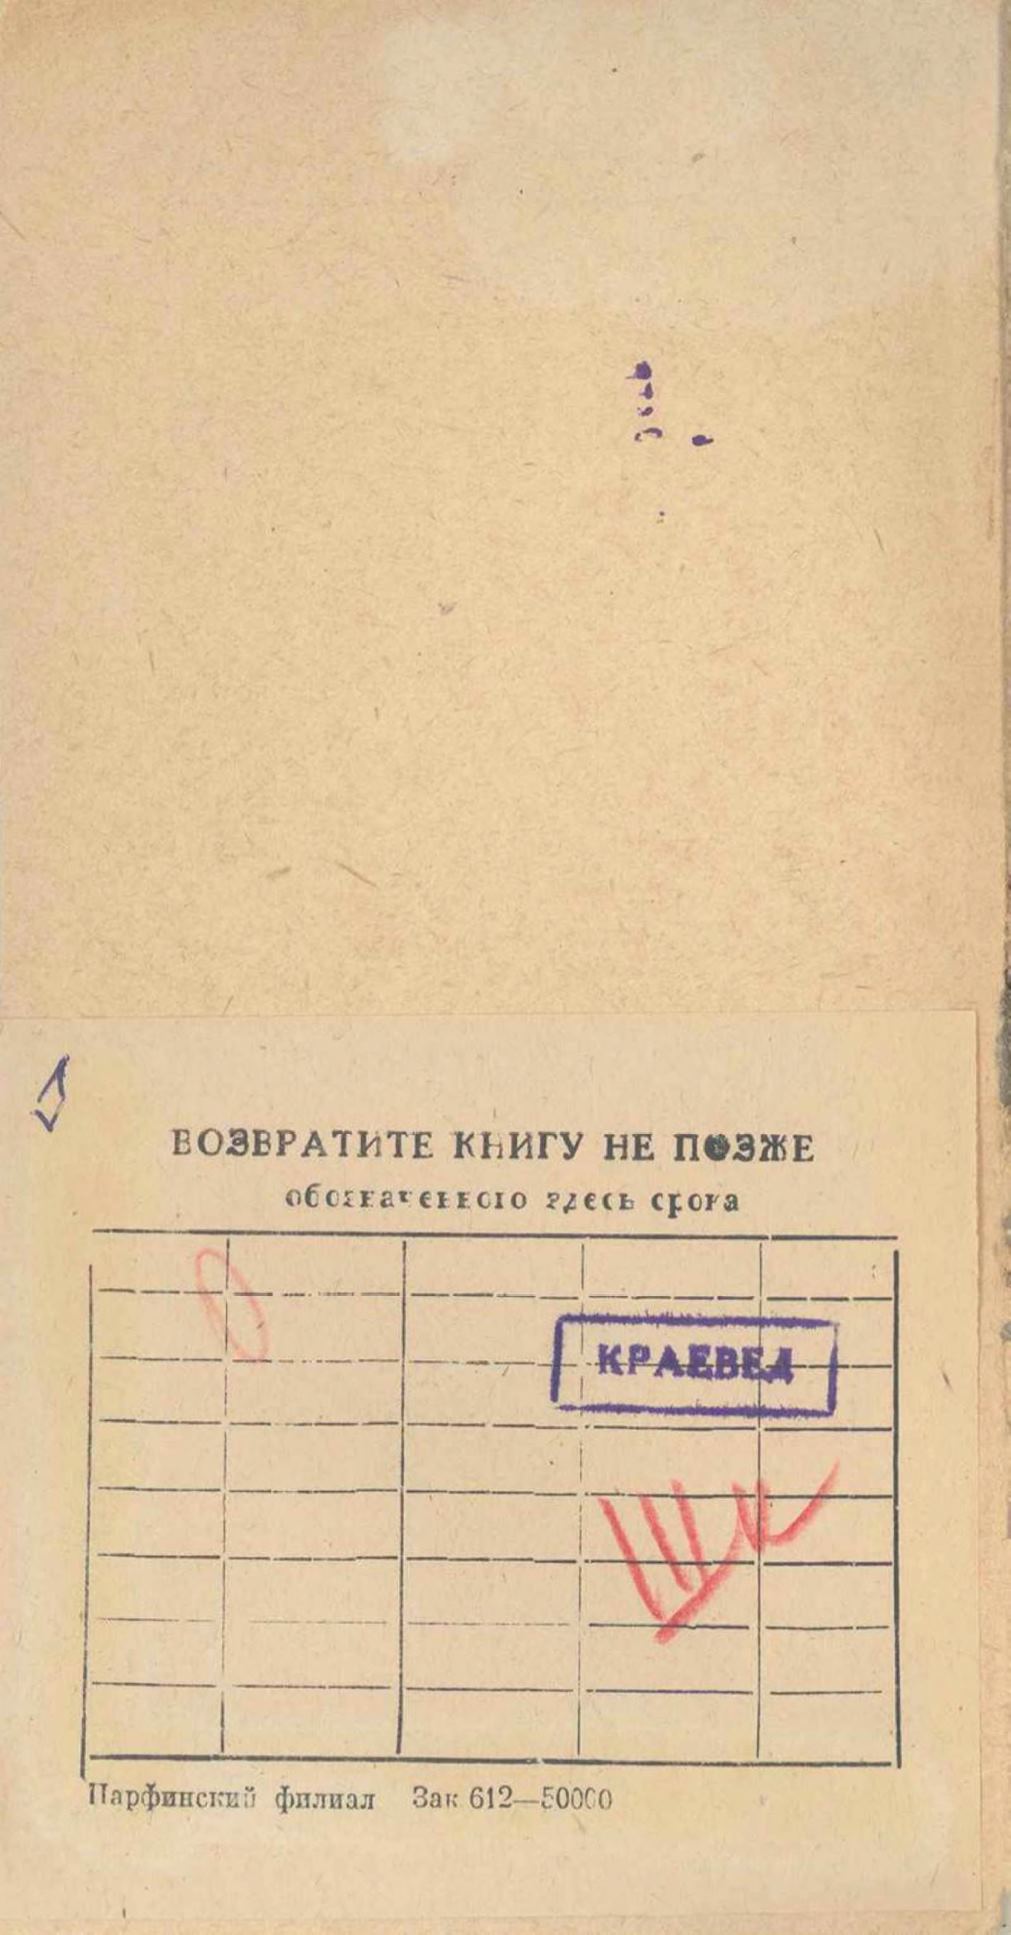 ВОЗВРАТИТЕ КНИГУ НЕ ПОЗЖЕ
обозначенного здесь срока
КРАЕВЕД
Парфинский филиал Зак 612—50000